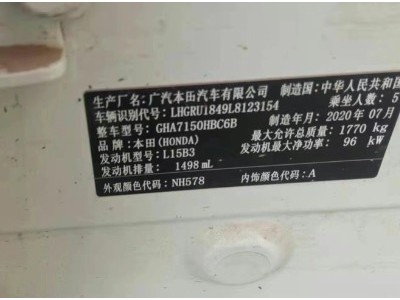 生产厂名: 广汽本田汽车有限公司 制造国: 中华人民共和国
车辆识别代号: LHGRU1849L8123154 乘坐人数: 5
整车型号: GHA7150HBC6B 制造年月: 2020年07月
品牌: 本田(HONDA) 最大允许总质量: 1770 kg
发动机型号: L15B3 发动机最大净功率: 96 kW
发动机排量: 1498 mL
外观颜色代码: NH578 内饰颜色代码: A